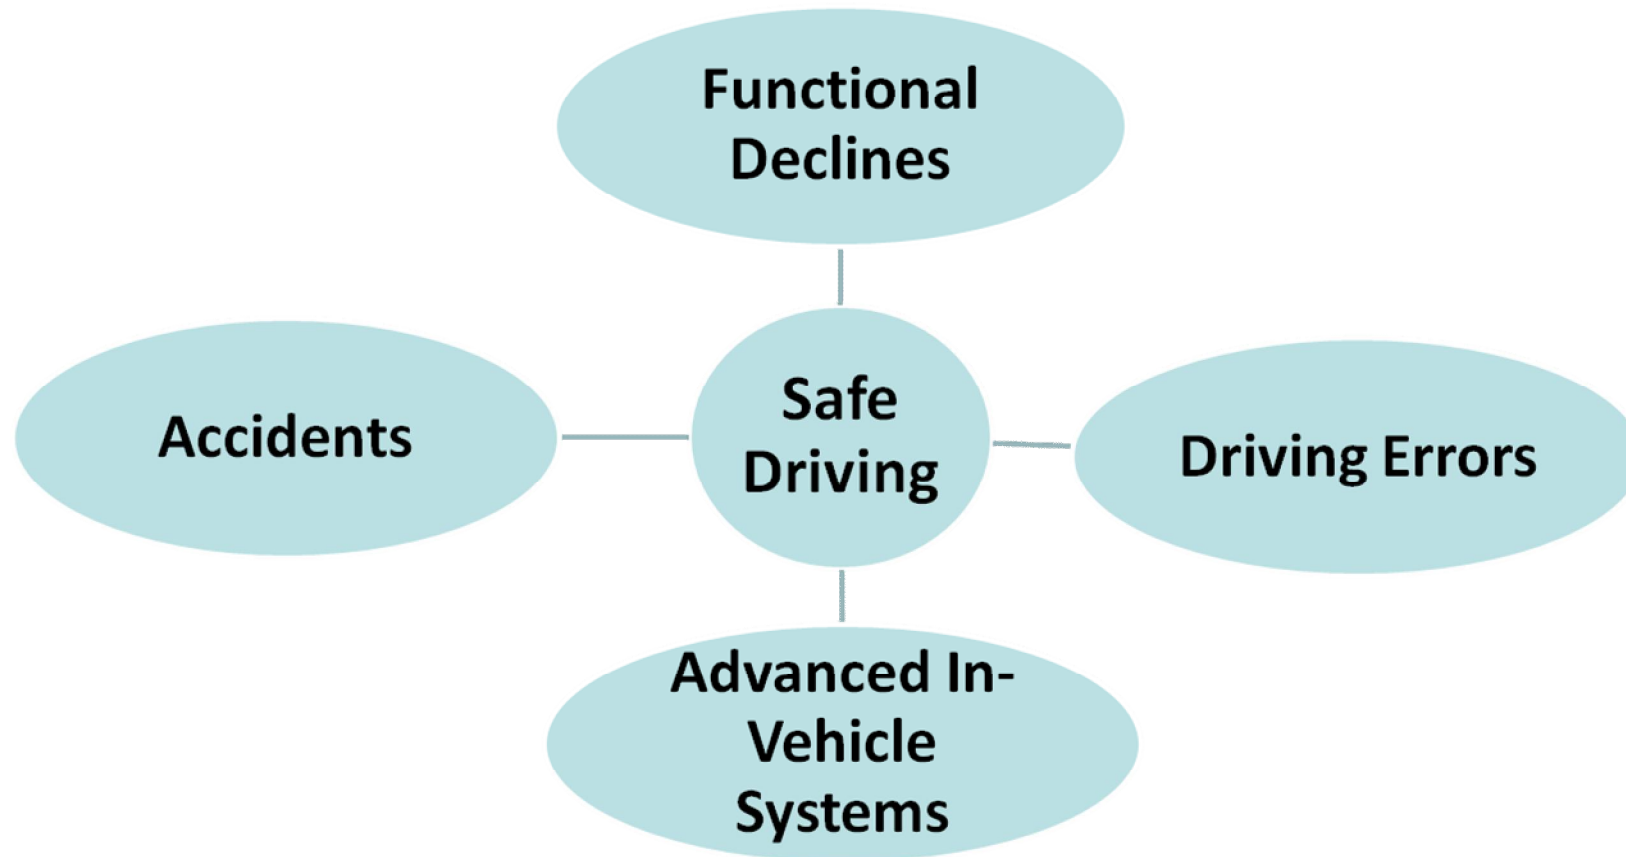 Functional
Declines
Accidents
Safe
Driving
Driving Errors
Advanced In-
Vehicle
Systems